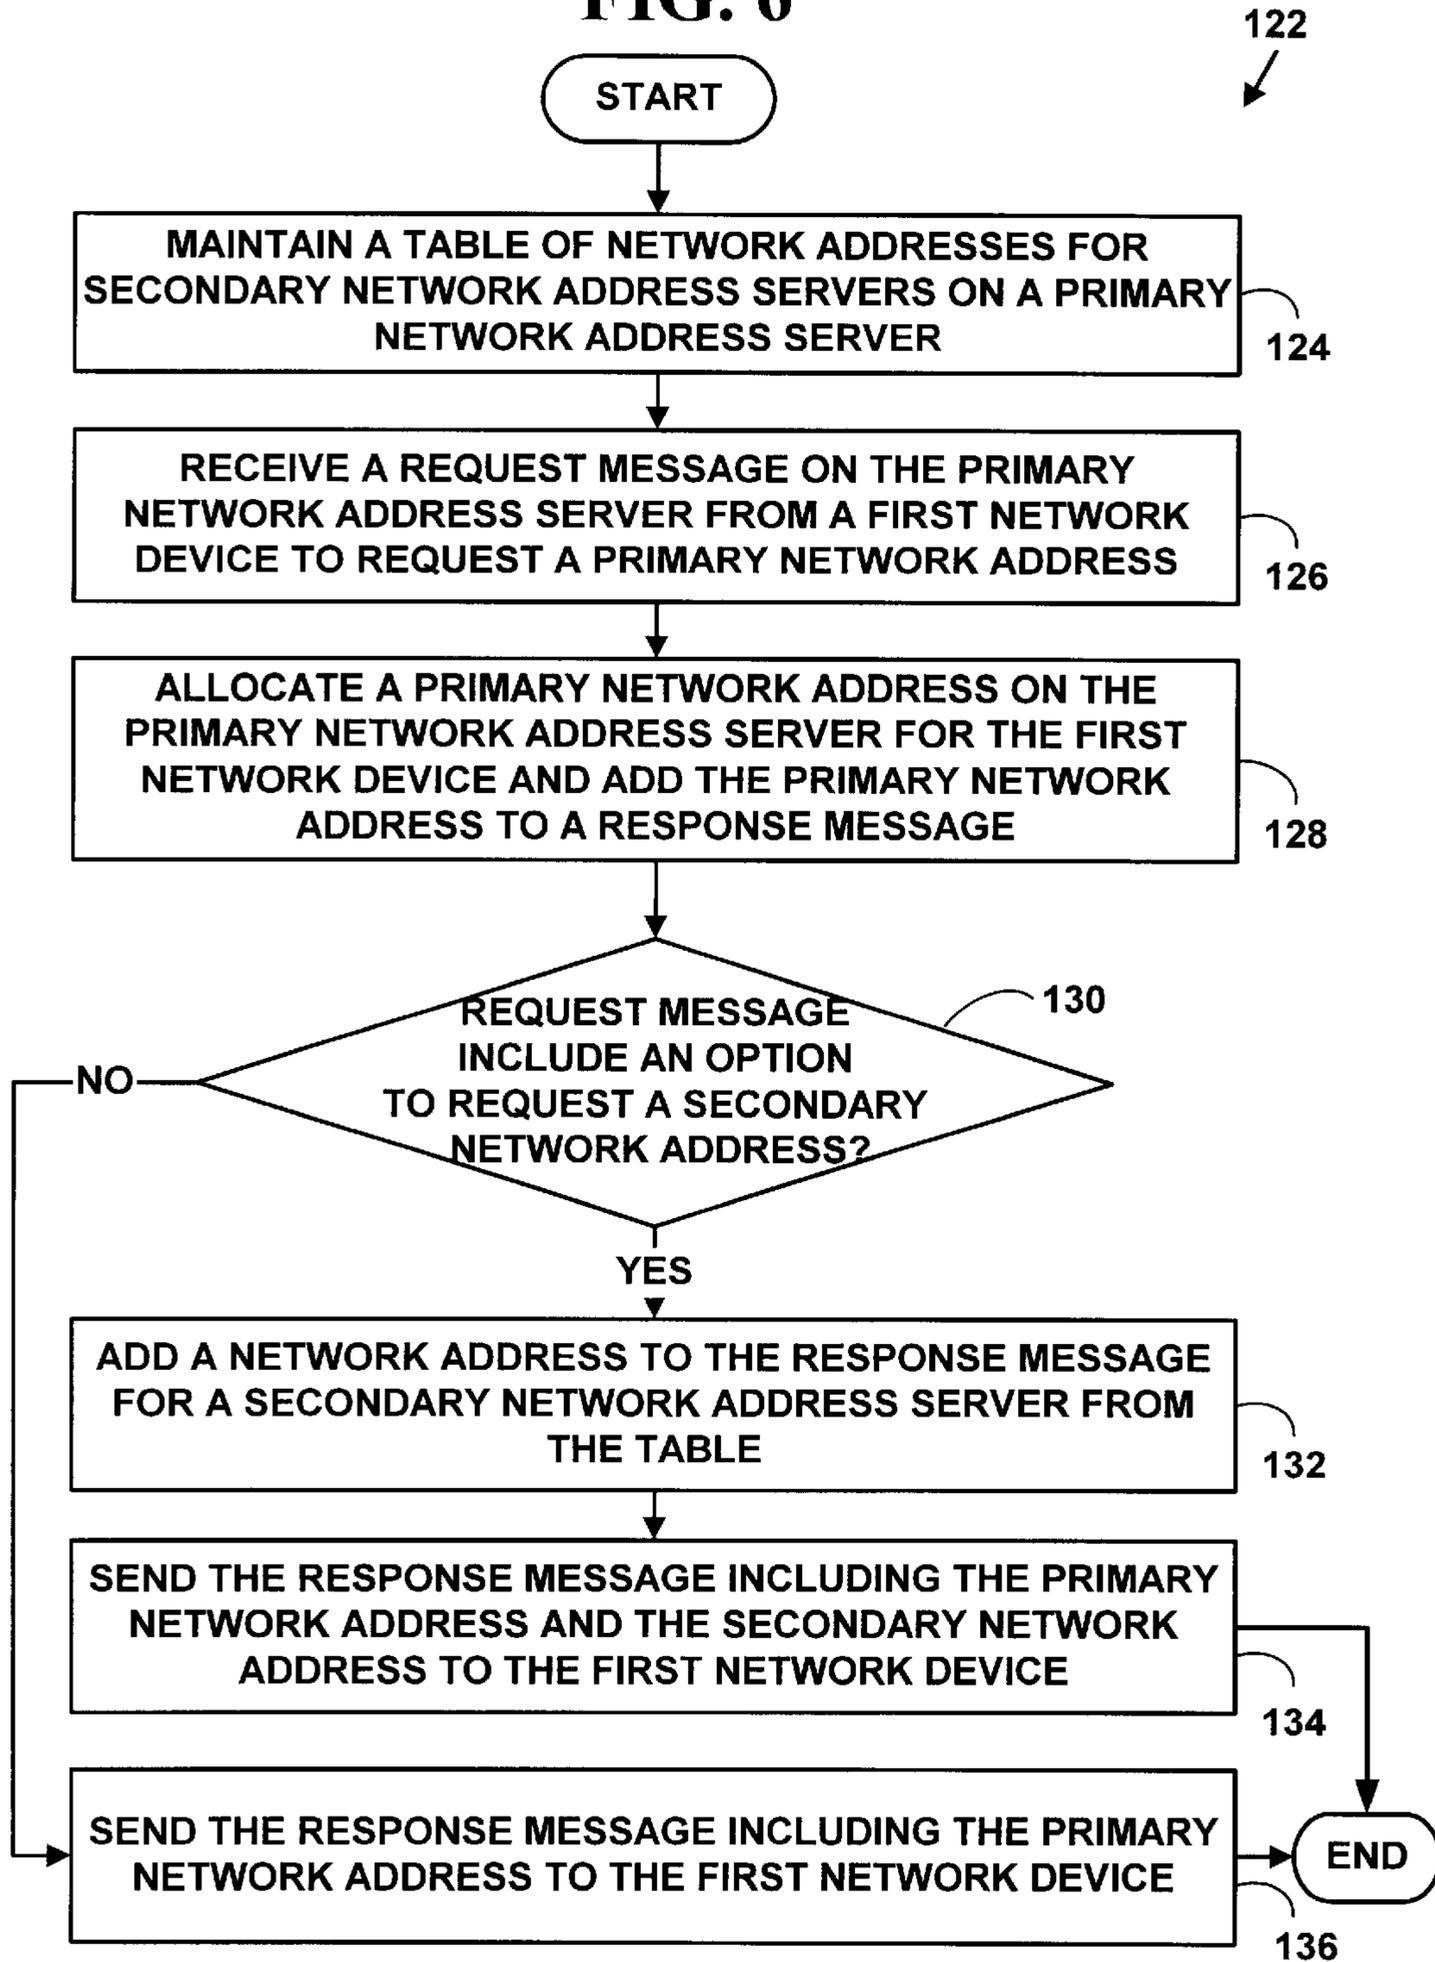 FIG. 6
122
START
MAINTAIN A TABLE OF NETWORK ADDRESSES FOR
SECONDARY NETWORK ADDRESS SERVERS ON A PRIMARY
NETWORK ADDRESS SERVER
124
RECEIVE A REQUEST MESSAGE ON THE PRIMARY
NETWORK ADDRESS SERVER FROM A FIRST NETWORK
DEVICE TO REQUEST A PRIMARY NETWORK ADDRESS
126
ALLOCATE A PRIMARY NETWORK ADDRESS ON THE
PRIMARY NETWORK ADDRESS SERVER FOR THE FIRST
NETWORK DEVICE AND ADD THE PRIMARY NETWORK
ADDRESS TO A RESPONSE MESSAGE
128
130
REQUEST MESSAGE
INCLUDE AN OPTION
TO REQUEST A SECONDARY
NETWORK ADDRESS?
NO
YES
ADD A NETWORK ADDRESS TO THE RESPONSE MESSAGE
FOR A SECONDARY NETWORK ADDRESS SERVER FROM
THE TABLE
132
SEND THE RESPONSE MESSAGE INCLUDING THE PRIMARY
NETWORK ADDRESS AND THE SECONDARY NETWORK
ADDRESS TO THE FIRST NETWORK DEVICE
134
SEND THE RESPONSE MESSAGE INCLUDING THE PRIMARY
NETWORK ADDRESS TO THE FIRST NETWORK DEVICE
136
END